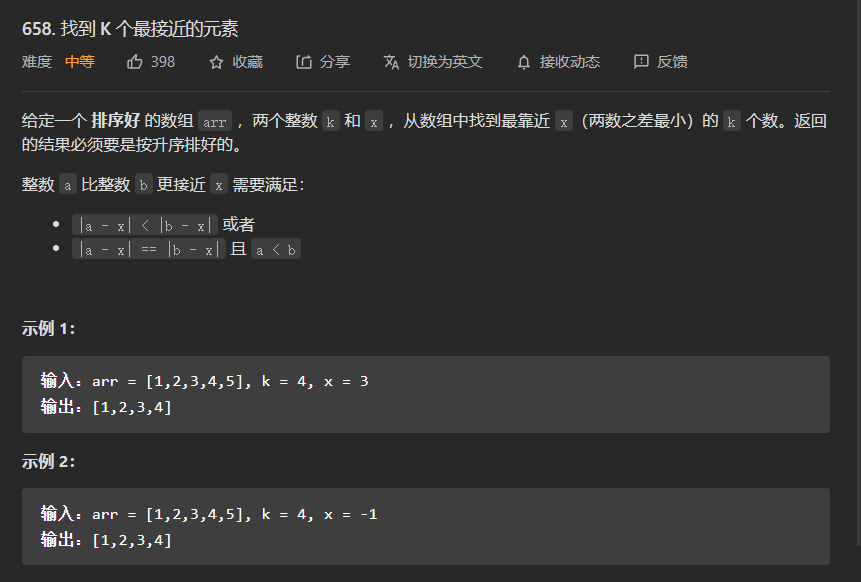 658. 找到 K 个最接近的元素
难度 中等 398 收藏 分享 切换为英文 接收动态 反馈
给定一个 排序好 的数组 arr ，两个整数 k 和 x ，从数组中找到最靠近 x（两数之差最小）的 k 个数。返回
的结果必须要是按升序排好的。
整数 a 比整数 b 更接近 x 需要满足：
|a - x| < |b - x| 或者
|a - x| == |b - x| 且 a < b
示例 1：
输入：arr = [1,2,3,4,5], k = 4, x = 3
输出：[1,2,3,4]
示例 2：
输入：arr = [1,2,3,4,5], k = 4, x = -1
输出：[1,2,3,4]